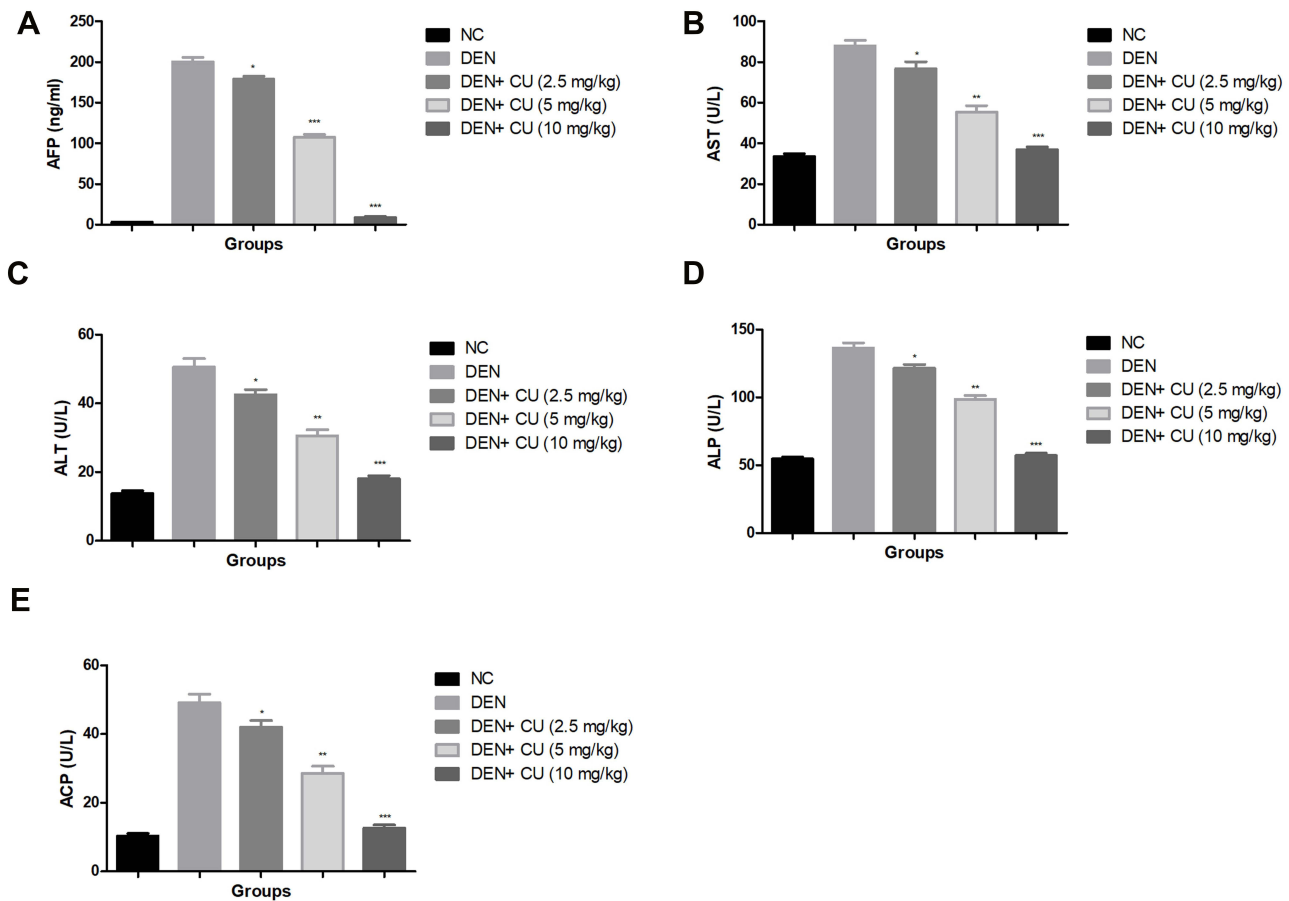 A
250
200
150
100
50
0
AFP (ng/ml)
*
***
***
Groups
NC
DEN
DEN+ CU (2.5 mg/kg)
DEN+ CU (5 mg/kg)
DEN+ CU (10 mg/kg)
B
100
80
60
40
20
0
AST (U/L)
*
**
***
Groups
NC
DEN
DEN+ CU (2.5 mg/kg)
DEN+ CU (5 mg/kg)
DEN+ CU (10 mg/kg)
C
60
40
20
0
ALT (U/L)
*
**
***
Groups
NC
DEN
DEN+ CU (2.5 mg/kg)
DEN+ CU (5 mg/kg)
DEN+ CU (10 mg/kg)
D
150
100
50
0
ALP (U/L)
*
**
***
Groups
NC
DEN
DEN+ CU (2.5 mg/kg)
DEN+ CU (5 mg/kg)
DEN+ CU (10 mg/kg)
E
60
40
20
0
ACP (U/L)
*
**
***
Groups
NC
DEN
DEN+ CU (2.5 mg/kg)
DEN+ CU (5 mg/kg)
DEN+ CU (10 mg/kg)